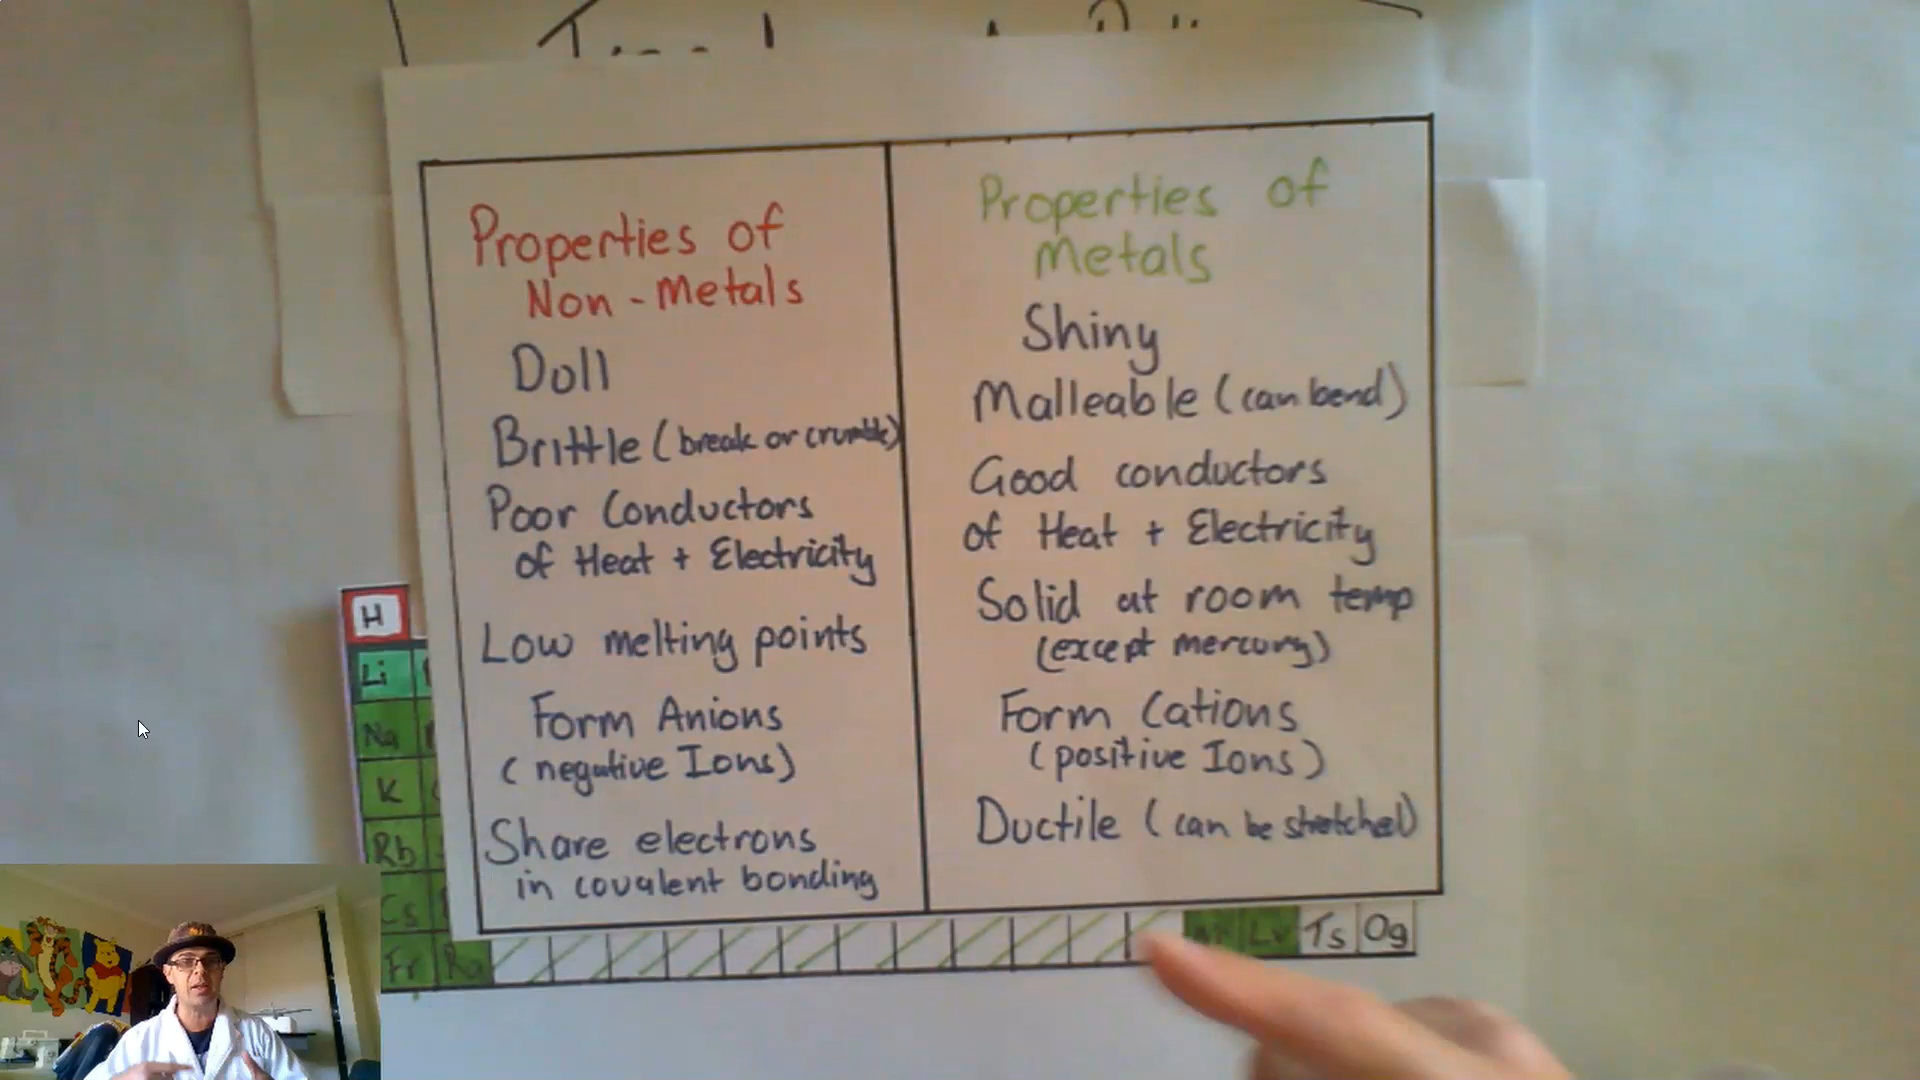 Properties of
Non-Metals
Doll
Brittle (break or crumble)
Poor Conductors
of Heat + Electricity
Low melting points
Form Anions
(negative Ions)
Share electrons
in covalent bonding
Properties of
Metals
Shiny
Malleable (can bend)
Good conductors
of Heat + Electricity
Solid at room temp
(except mercury)
Form Cations
(positive Ions)
Ductile (can be stretched)
H
Li
Na
K
Rb
Cs
Fr Ra Lv Ts Og